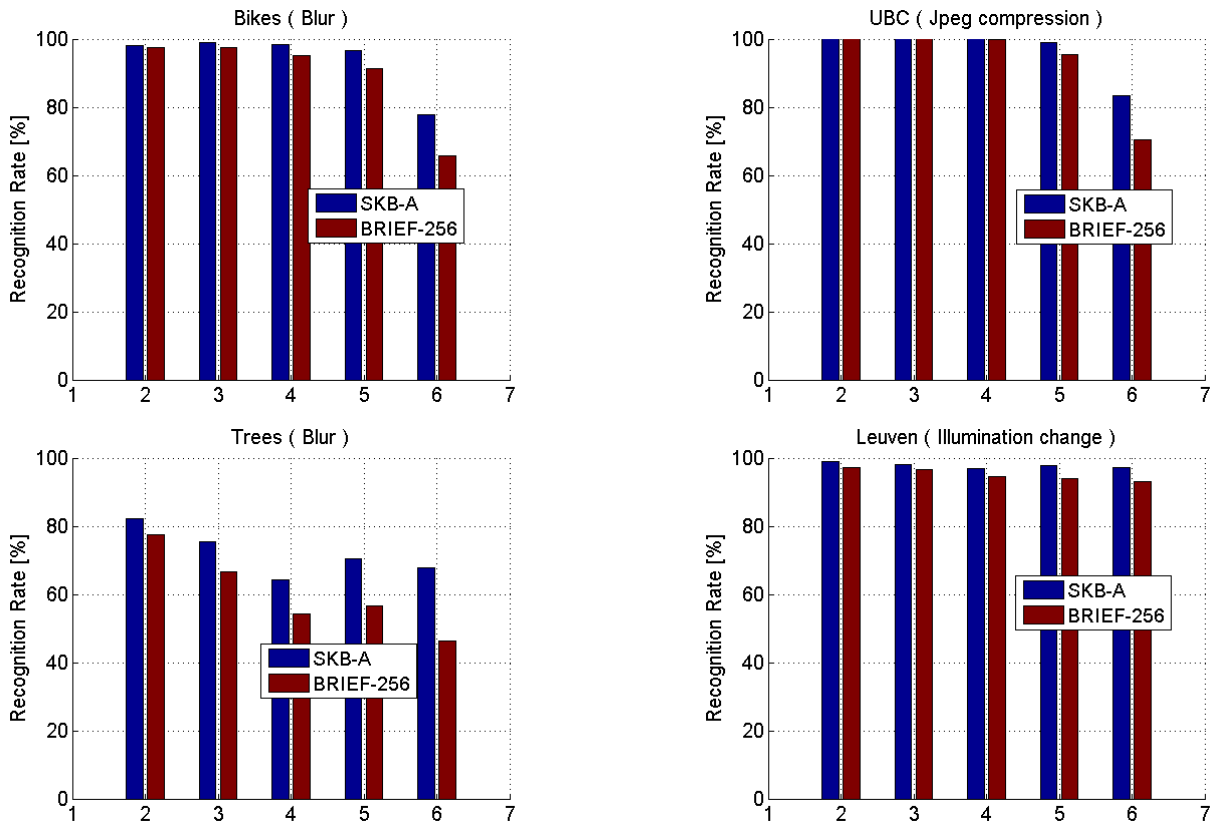 Bikes ( Blur )
Recognition Rate [%]
100
80
60
40
20
0
1 2 3 4 5 6 7
SKB-A
BRIEF-256
UBC ( Jpeg compression )
Recognition Rate [%]
100
80
60
40
20
0
1 2 3 4 5 6 7
SKB-A
BRIEF-256
Trees ( Blur )
Recognition Rate [%]
100
80
60
40
20
0
1 2 3 4 5 6 7
SKB-A
BRIEF-256
Leuven ( Illumination change )
Recognition Rate [%]
100
80
60
40
20
0
1 2 3 4 5 6 7
SKB-A
BRIEF-256